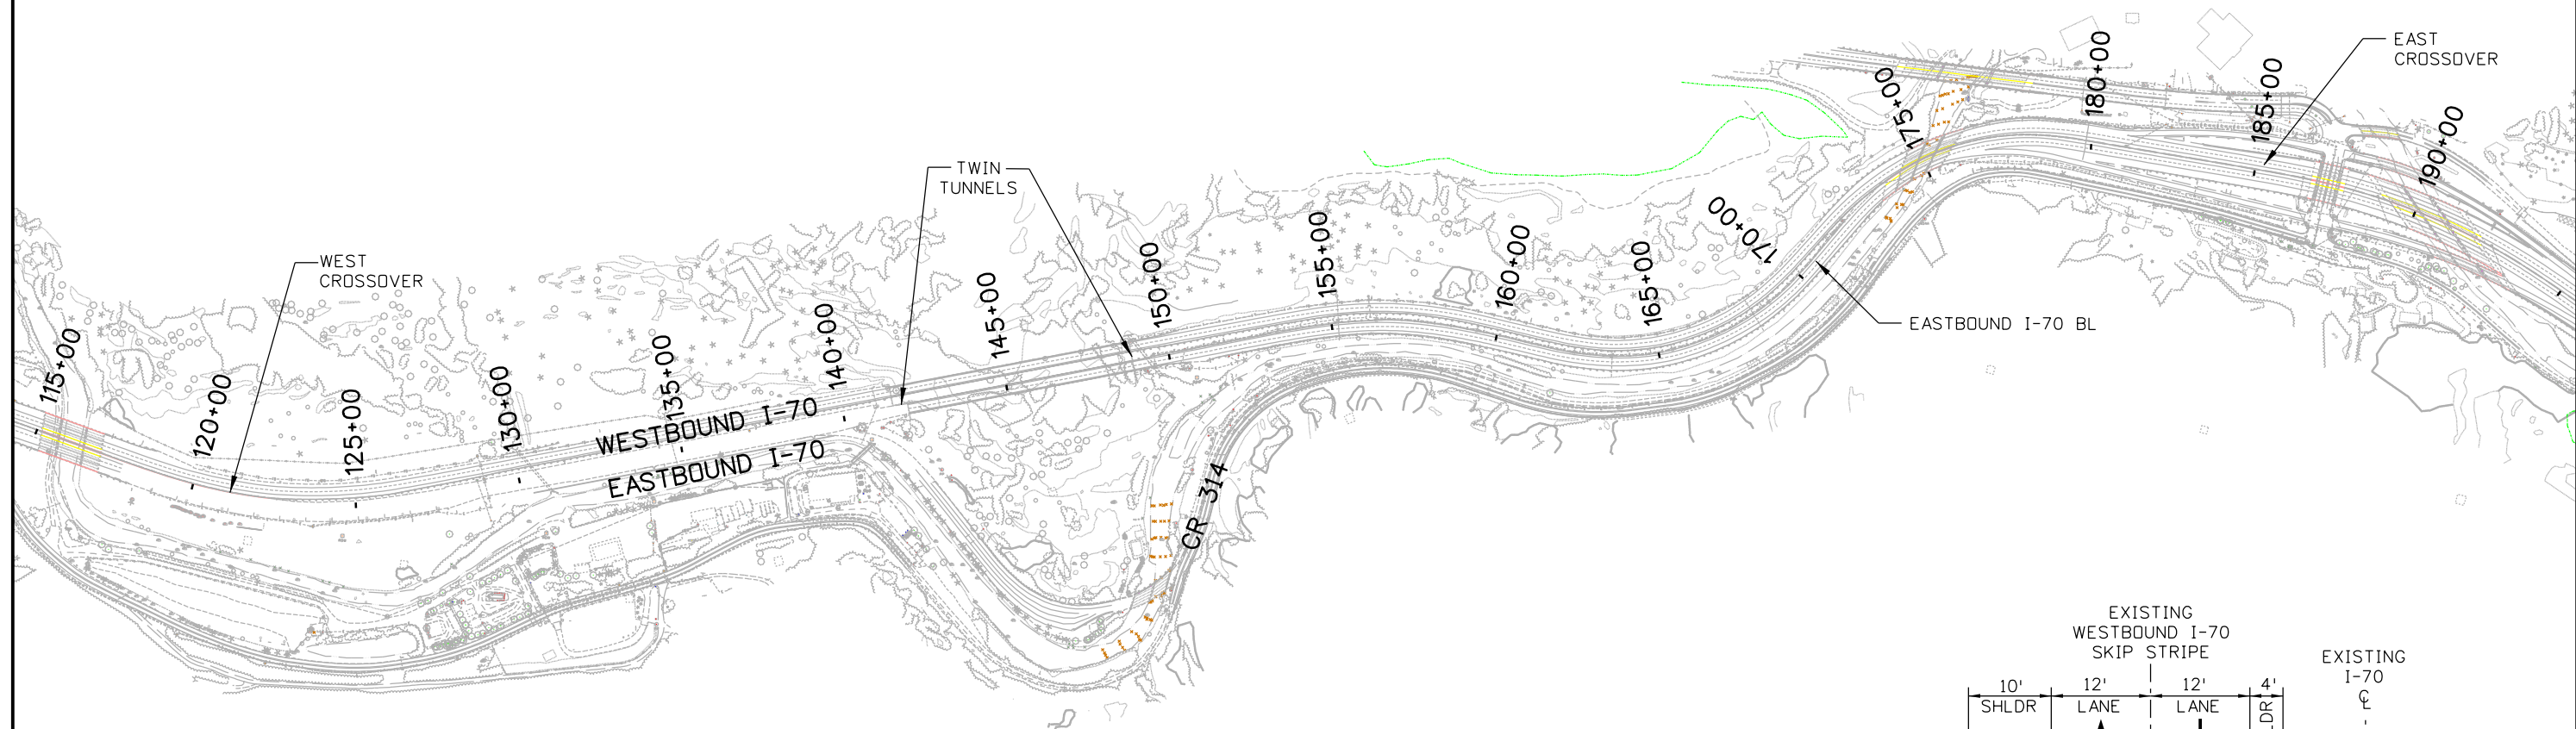 EAST
CROSSOVER
180+00
185+00
175+00
190+00
TWIN
TUNNELS
170+00
155+00
150+00
160+00
165+00
WEST
CROSSOVER
145+00
140+00
EASTBOUND I-70 BL
115+00
135+00
130+00
120+00
125+00
WESTBOUND I-70
EASTBOUND I-70
CR 314
EXISTING
WESTBOUND I-70
SKIP STRIPE
EXISTING
I-70
℄
10' 12' 12' 4'
SHLDR LANE LANE